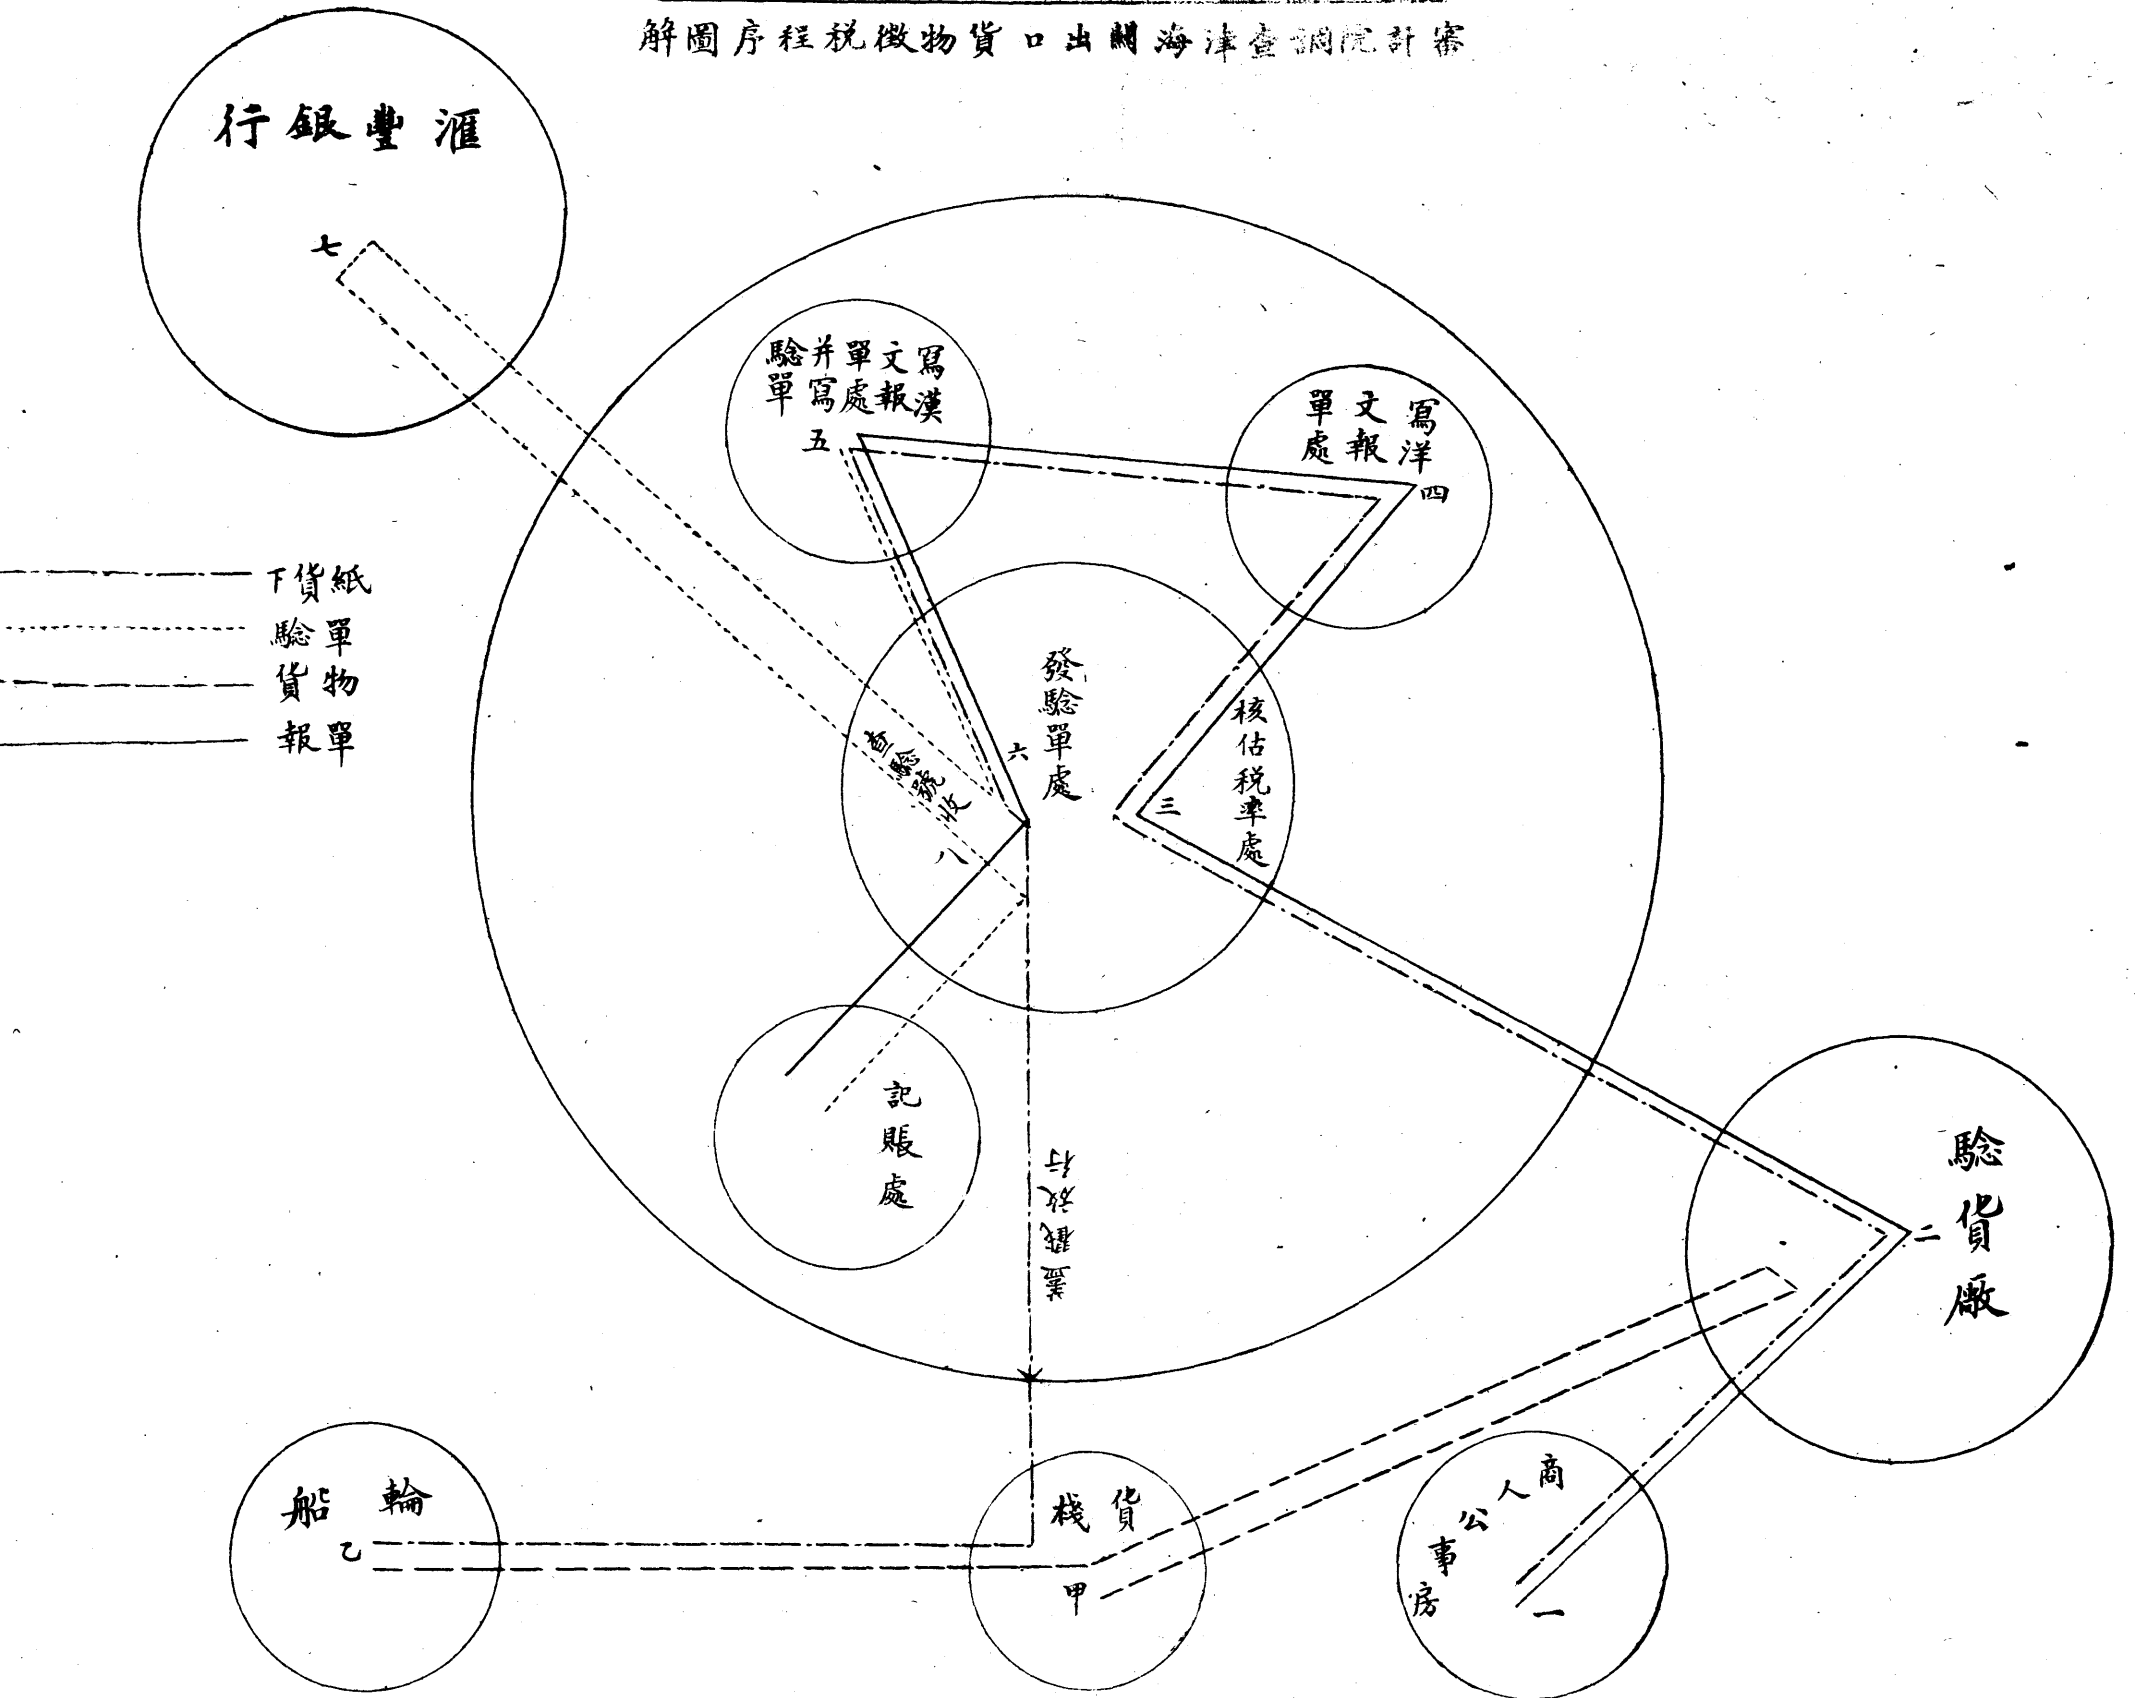 審計院調查津海關出口貨物徵稅程序圖解
滙豐銀行
七
寫漢
文報
單處
并寫
驗單
五
寫洋
文報
單處
四
下貨紙
驗單
貨物
報單
發驗單處
六
核估稅率處
三
查驗號收
八
記賬處
蓋戳放行
驗貨廠
二
輪船
乙
貨棧
甲
商人公事房
一